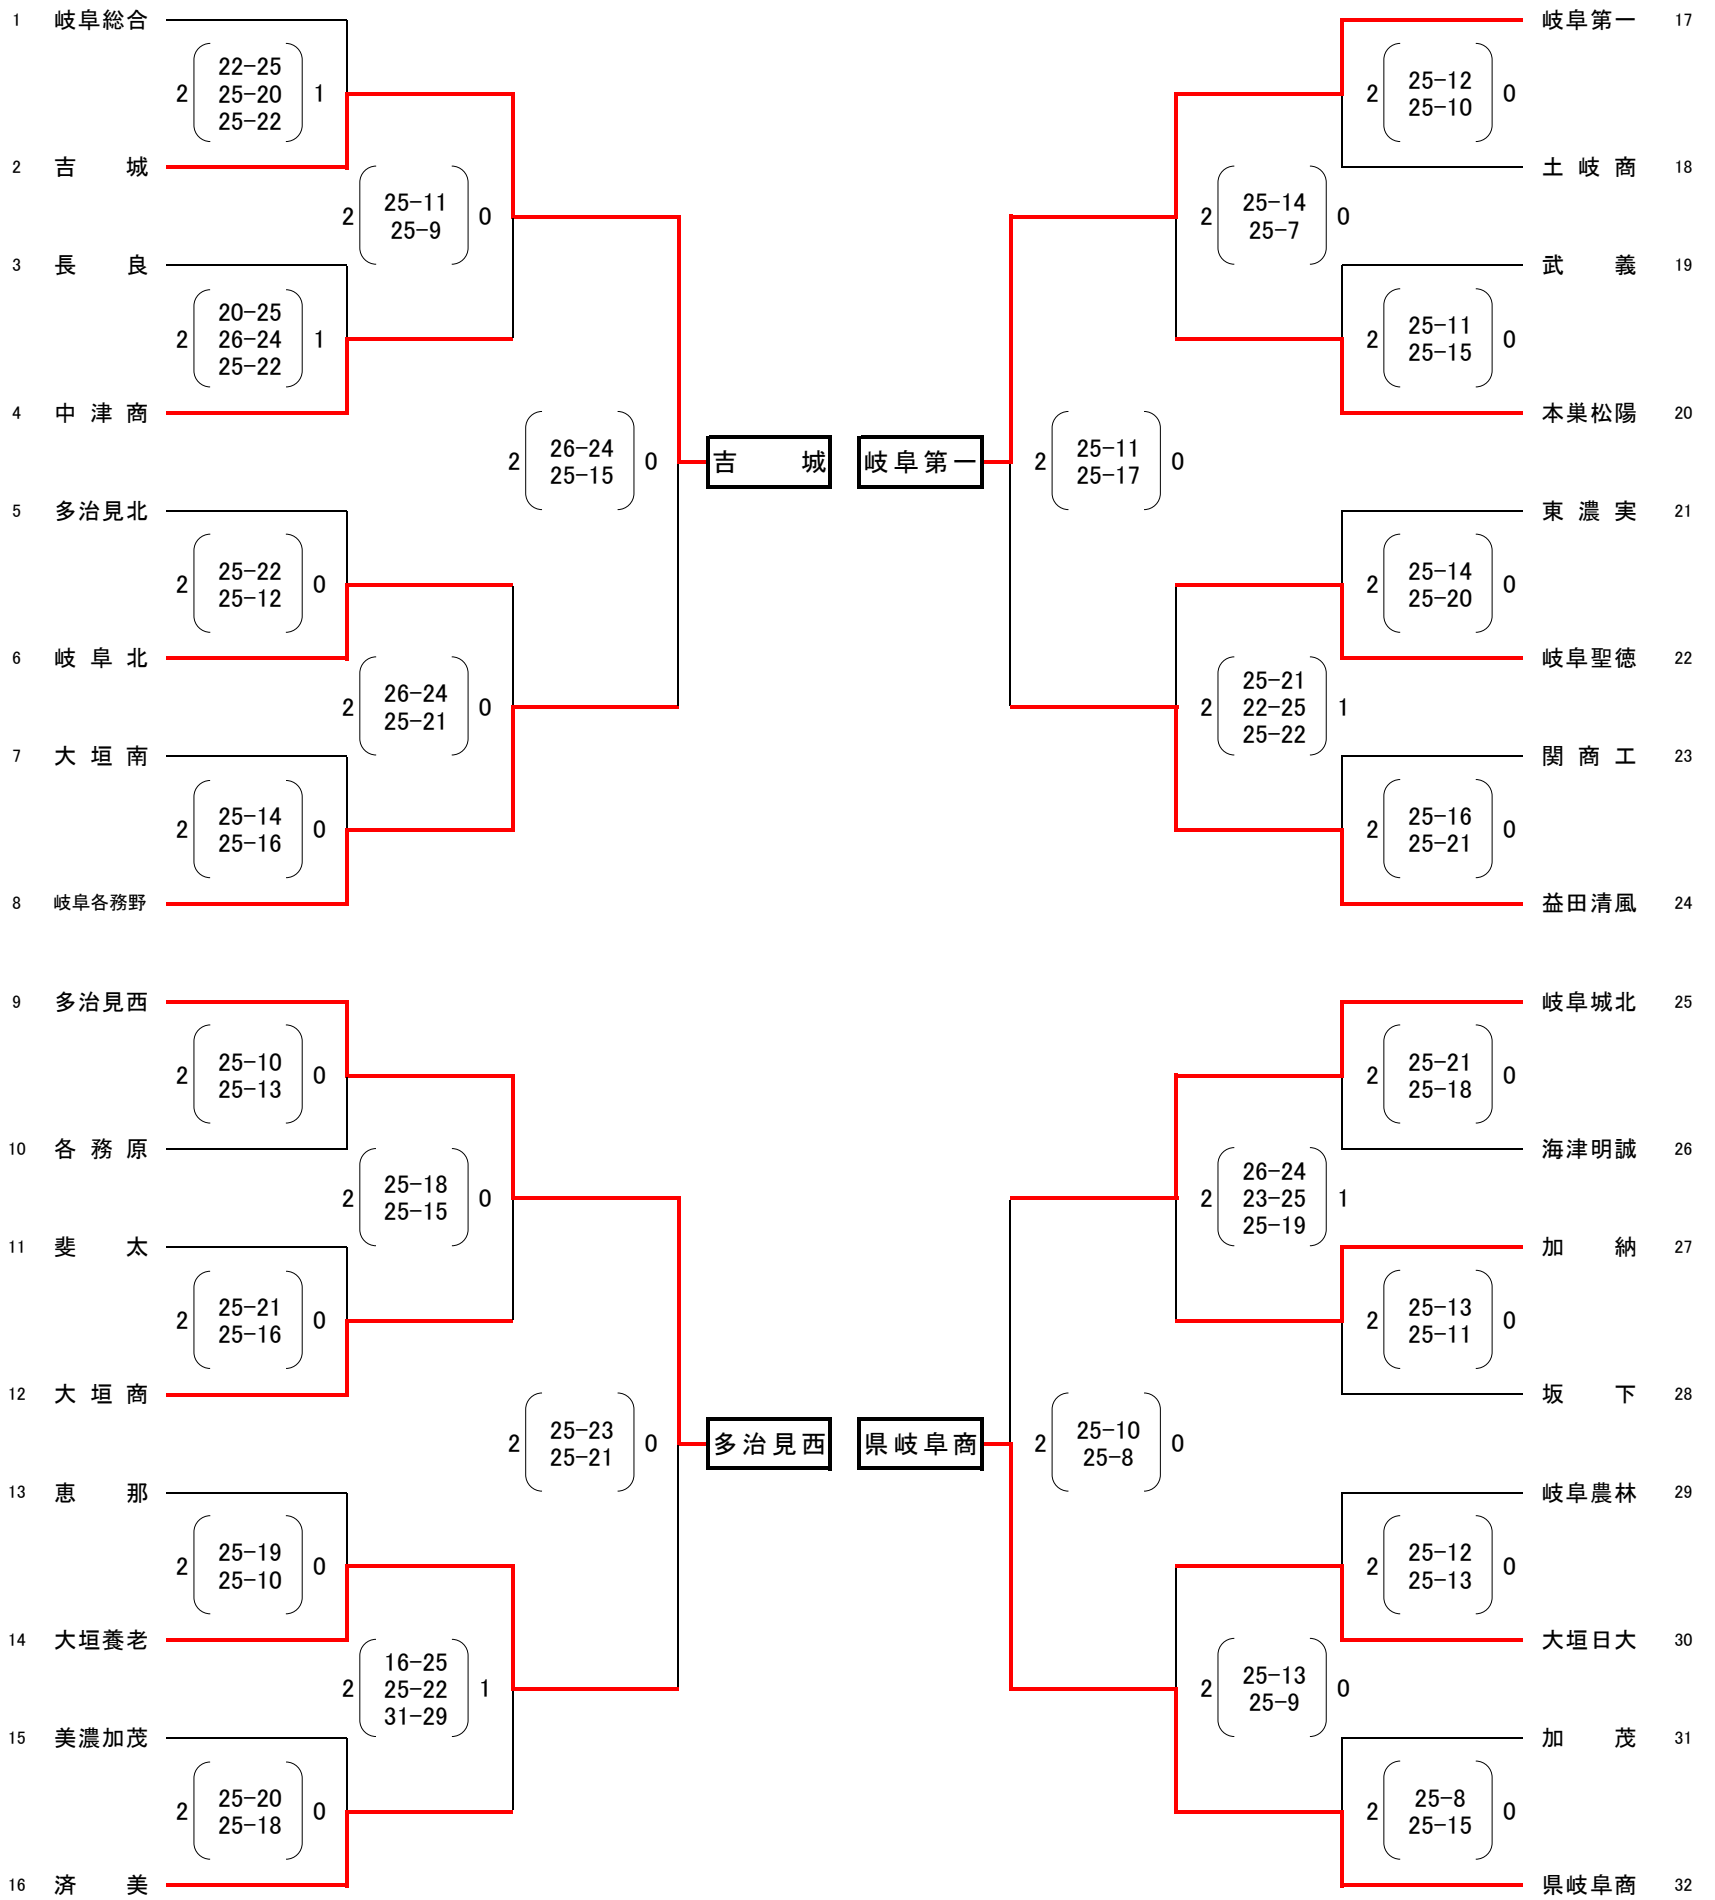 1 岐阜総合
22-25
2 25-20 1
25-22
2 吉城
25-11
2 0
25-9
3 長良
20-25
2 26-24 1
25-22
4 中津商
26-24
2 0
25-15
吉城
5 多治見北
25-22
2 0
25-12
6 岐阜北
26-24
2 0
25-21
7 大垣南
25-14
2 0
25-16
8 岐阜各務野
9 多治見西
25-10
2 0
25-13
10 各務原
25-18
2 0
25-15
11 斐太
25-21
2 0
25-16
12 大垣商
25-23
2 0
25-21
多治見西
13 恵那
25-19
2 0
25-10
14 大垣養老
16-25
2 25-22 1
31-29
15 美濃加茂
25-20
2 0
25-18
16 済美
岐阜第一 17
25-12
2 0
25-10
土岐商 18
25-14
2 0
25-7
武義 19
25-11
2 0
25-15
本巣松陽 20
岐阜第一
25-11
2 0
25-17
東濃実 21
25-14
2 0
25-20
岐阜聖徳 22
25-21
2 22-25 1
25-22
関商工 23
25-16
2 0
25-21
益田清風 24
岐阜城北 25
25-21
2 0
25-18
海津明誠 26
26-24
2 23-25 1
25-19
加納 27
25-13
2 0
25-11
坂下 28
県岐阜商
25-10
2 0
25-8
岐阜農林 29
25-12
2 0
25-13
大垣日大 30
25-13
2 0
25-9
加茂 31
25-8
2 0
25-15
県岐阜商 32